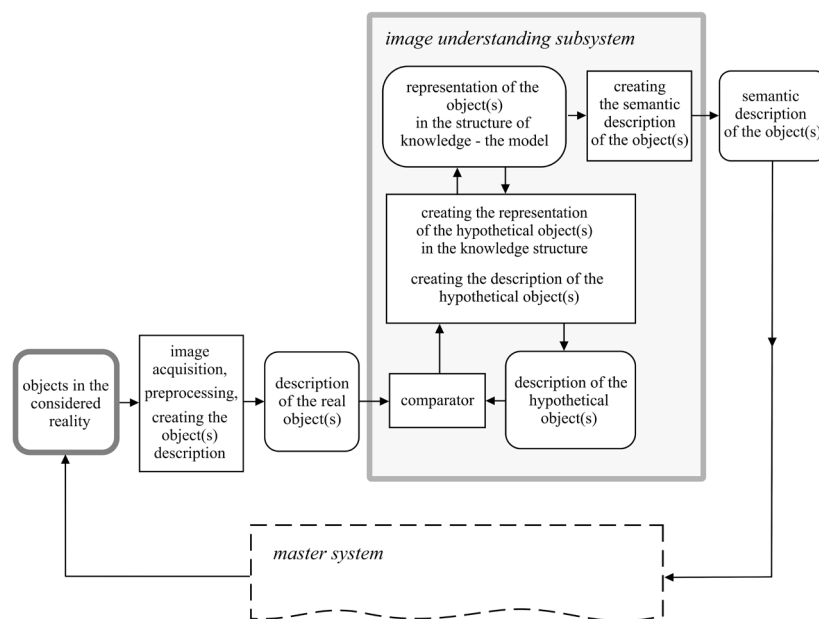 image understanding subsystem
representation of the
object(s)
in the structure of
knowledge - the model
creating
the semantic
description
of the object(s)
semantic
description
of the object(s)
creating the representation
of the hypothetical object(s)
in the knowledge structure
creating the description of the
hypothetical object(s)
objects in the
considered
reality
image
acquisition,
preprocessing,
creating the
object(s)
description
description
of the real
object(s)
comparator
description of the
hypothetical
object(s)
master system